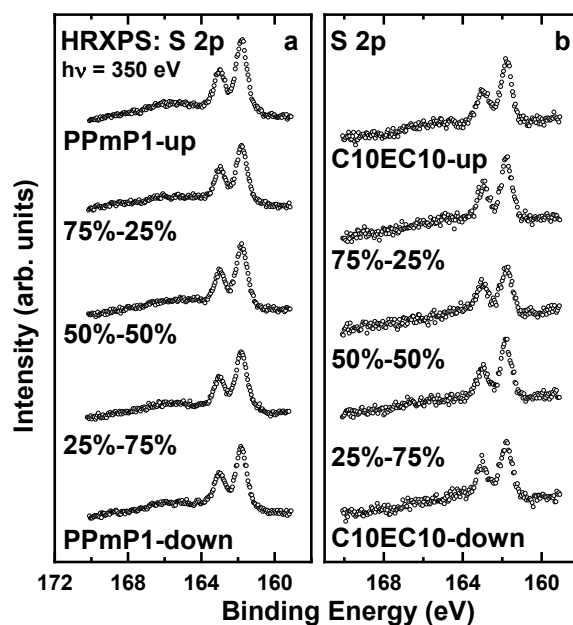 Intensity (arb. units)
HRXPS: S 2p a
hν = 350 eV
PPmP1-up
75%-25%
50%-50%
25%-75%
PPmP1-down
S 2p b
C10EC10-up
75%-25%
50%-50%
25%-75%
C10EC10-down
172 168 164 160 168 164 160
Binding Energy (eV)